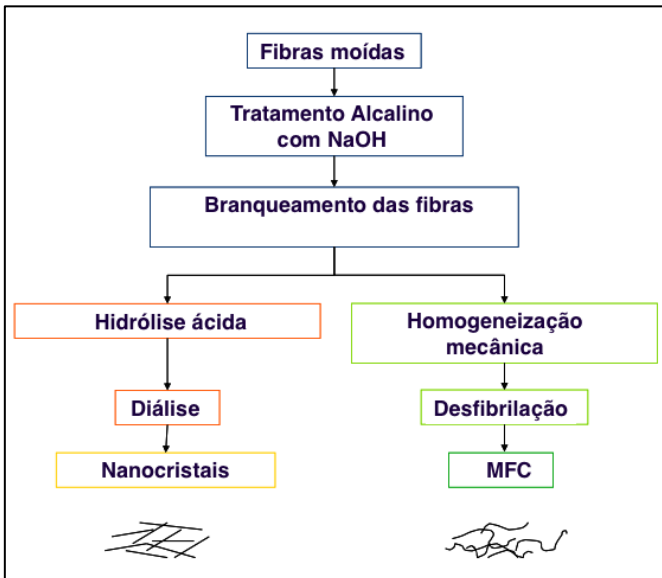 Fibras moídas
Tratamento Alcalino
com NaOH
Branqueamento das fibras
Hidrólise ácida
Homogeneização
mecânica
Diálise
Desfibrilação
Nanocristais
MFC